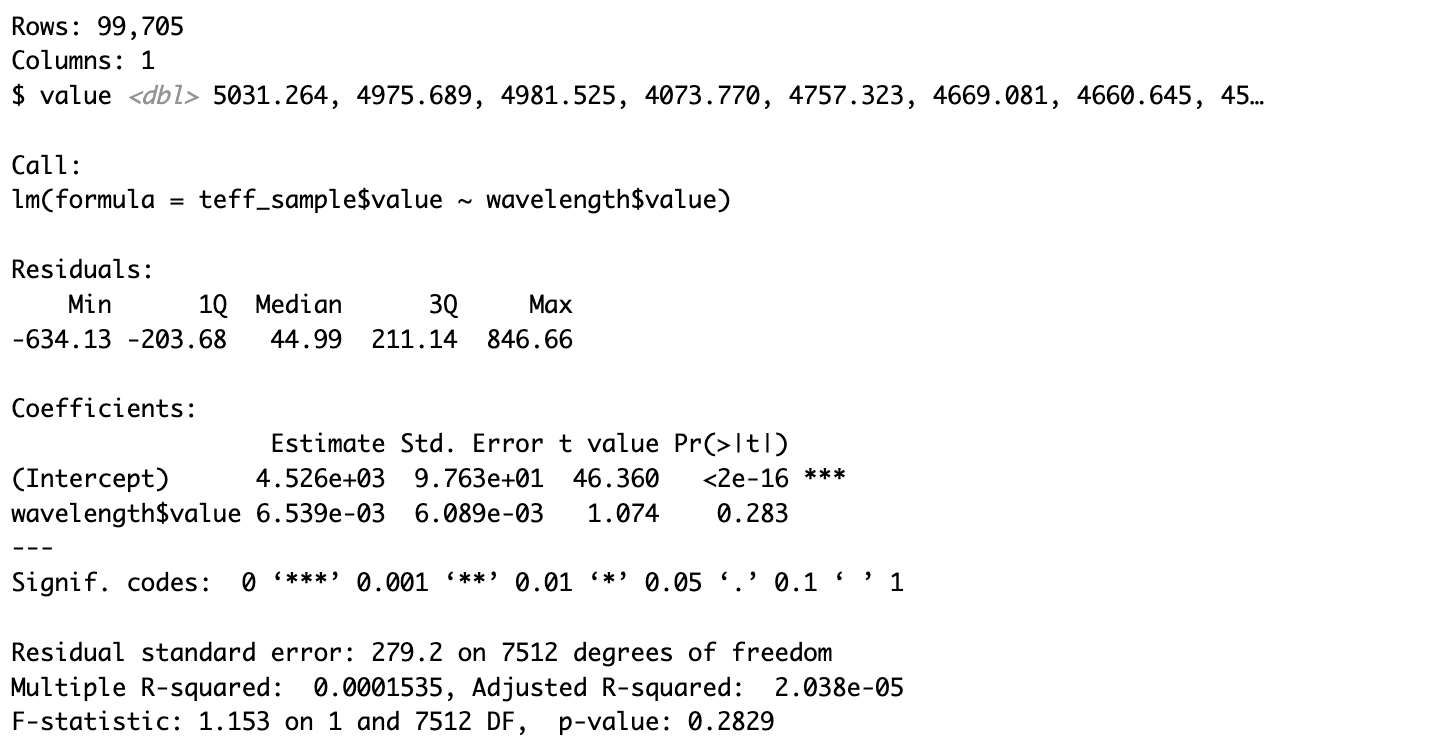 Rows: 99,705
Columns: 1
$ value <dbl> 5031.264, 4975.689, 4981.525, 4073.770, 4757.323, 4669.081, 4660.645, 45…
Call:
lm(formula = teff_sample$value ~ wavelength$value)
Residuals:
    Min      1Q  Median      3Q     Max
-634.13 -203.68   44.99  211.14  846.66
Coefficients:
                 Estimate Std. Error t value Pr(>|t|)
(Intercept)      4.526e+03  9.763e+01  46.360   <2e-16 ***
wavelength$value 6.539e-03  6.089e-03   1.074    0.283
---
Signif. codes:  0 ‘***’ 0.001 ‘**’ 0.01 ‘*’ 0.05 ‘.’ 0.1 ‘ ’ 1
Residual standard error: 279.2 on 7512 degrees of freedom
Multiple R-squared:  0.0001535, Adjusted R-squared:  2.038e-05
F-statistic: 1.153 on 1 and 7512 DF,  p-value: 0.2829